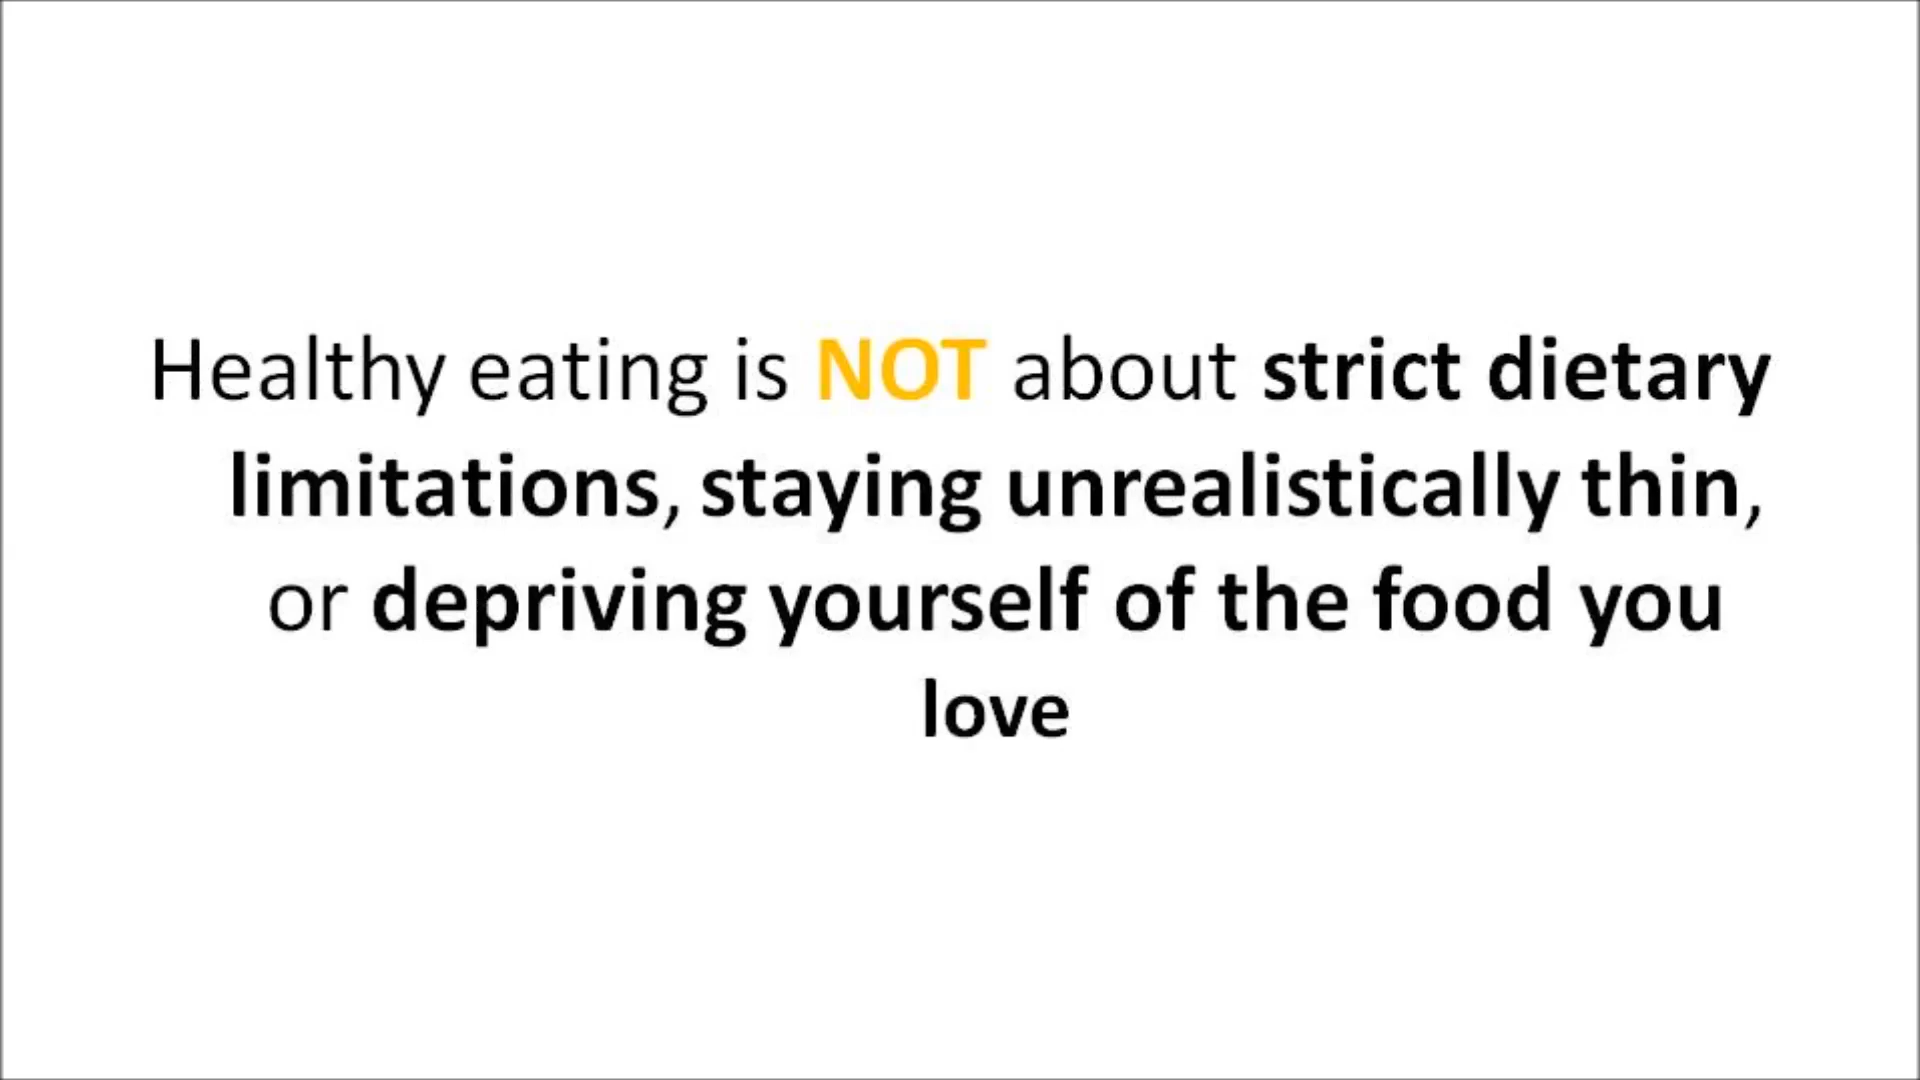 Healthy eating is NOT about strict dietary
limitations, staying unrealistically thin,
or depriving yourself of the food you
love